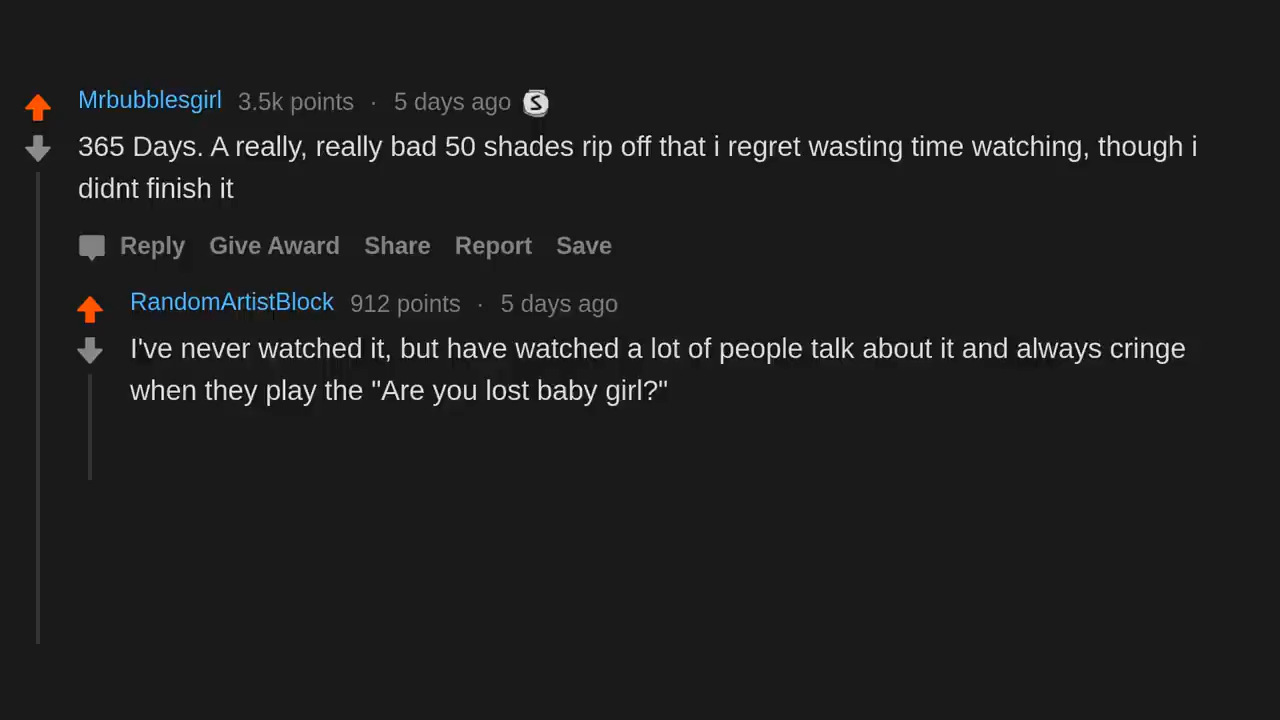 Mrbubblesgirl 3.5k points · 5 days ago S
365 Days. A really, really bad 50 shades rip off that i regret wasting time watching, though i
didnt finish it
Reply Give Award Share Report Save
RandomArtistBlock 912 points · 5 days ago
I've never watched it, but have watched a lot of people talk about it and always cringe
when they play the "Are you lost baby girl?"